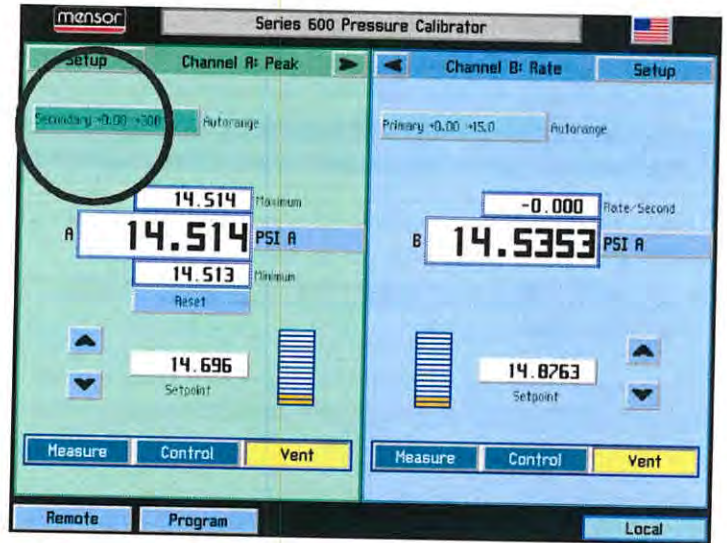 mensor
Series 600 Pressure Calibrator
Setup
Channel A: Peak
Channel B: Rate
Setup
Secondary +0.00 →300
Autorange
Primary +0.00 →15.0
Autorange
14.514 Maximum
A 14.514 PSI A
14.513 Minimum
Reset
14.696
Setpoint
-0.000 Rate/Second
B 14.5353 PSI A
14.8763
Setpoint
Measure Control Vent
Measure Control Vent
Remote Program
Local